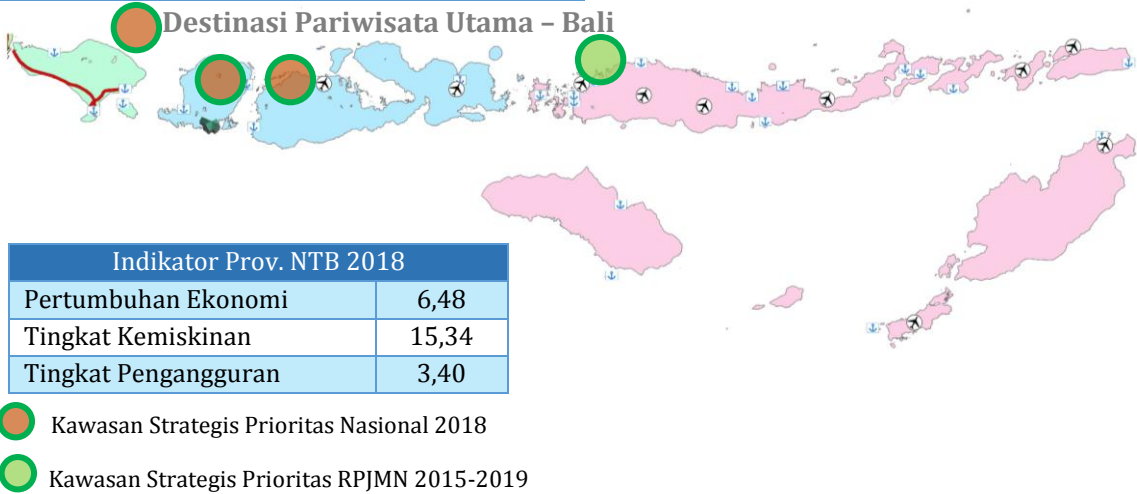 Destinasi Pariwisata Utama – Bali
Indikator Prov. NTB 2018
Pertumbuhan Ekonomi 6,48
Tingkat Kemiskinan 15,34
Tingkat Pengangguran 3,40
Kawasan Strategis Prioritas Nasional 2018
Kawasan Strategis Prioritas RPJMN 2015-2019